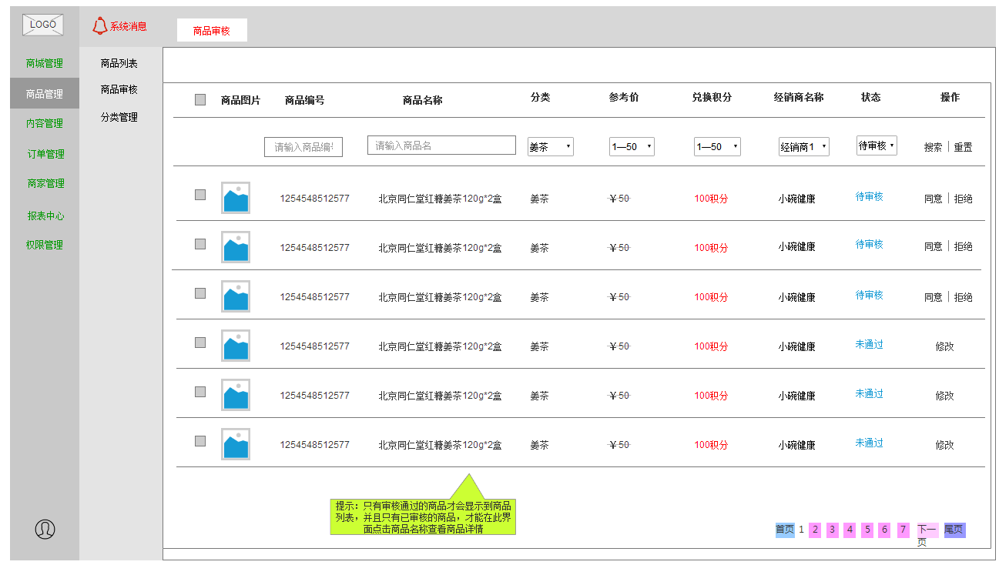 LOGO
系统消息
商品审核
商城管理
商品管理
内容管理
订单管理
商家管理
报表中心
权限管理
商品列表
商品审核
分类管理
商品图片 商品编号 商品名称 分类 参考价 兑换积分 经销商名称 状态 操作
请输入商品编号 请输入商品名 姜茶 1—50 1—50 经销商1 待审核 搜索 | 重置
1254548512577 北京同仁堂红糖姜茶120g*2盒 姜茶 ￥50 100积分 小碗健康 待审核 同意 | 拒绝
1254548512577 北京同仁堂红糖姜茶120g*2盒 姜茶 ￥50 100积分 小碗健康 待审核 同意 | 拒绝
1254548512577 北京同仁堂红糖姜茶120g*2盒 姜茶 ￥50 100积分 小碗健康 待审核 同意 | 拒绝
1254548512577 北京同仁堂红糖姜茶120g*2盒 姜茶 ￥50 100积分 小碗健康 未通过 修改
1254548512577 北京同仁堂红糖姜茶120g*2盒 姜茶 ￥50 100积分 小碗健康 未通过 修改
1254548512577 北京同仁堂红糖姜茶120g*2盒 姜茶 ￥50 100积分 小碗健康 未通过 修改
提示：只有审核通过的商品才会显示到商品
列表，并且只有已审核的商品，才能在此界
面点击商品名称查看商品详情
首页 1 2 3 4 5 6 7 下一 尾页
页